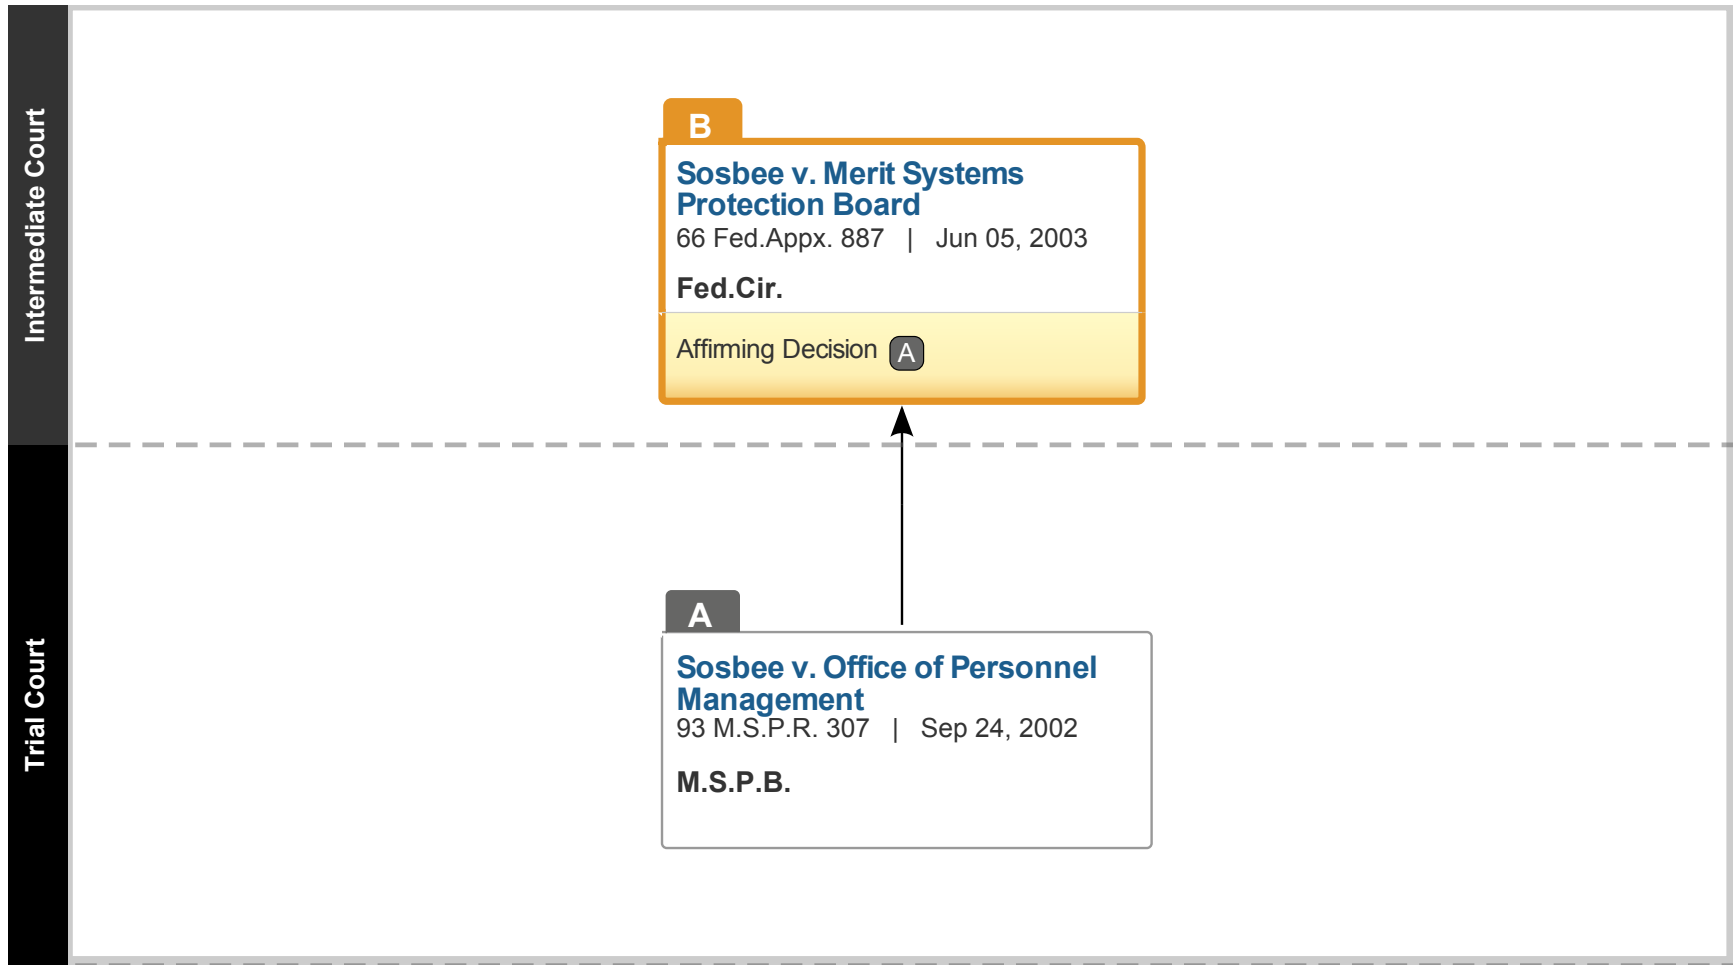 Intermediate Court
B
Sosbee v. Merit Systems
Protection Board
66 Fed.Appx. 887 | Jun 05, 2003
Fed.Cir.
Affirming Decision A
Trial Court
A
Sosbee v. Office of Personnel
Management
93 M.S.P.R. 307 | Sep 24, 2002
M.S.P.B.